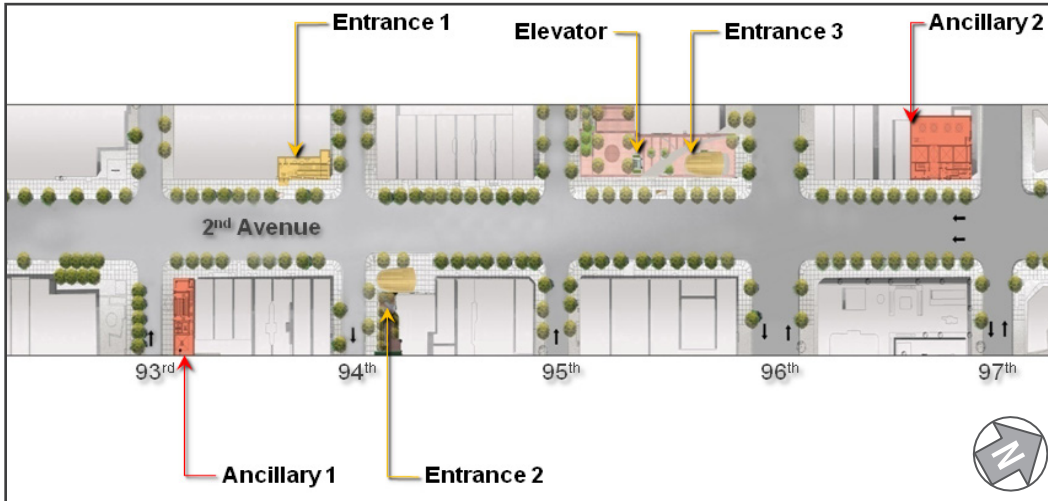 Entrance 1
Elevator
Entrance 3
Ancillary 2
2nd Avenue
93rd
94th
95th
96th
97th
Ancillary 1
Entrance 2
N